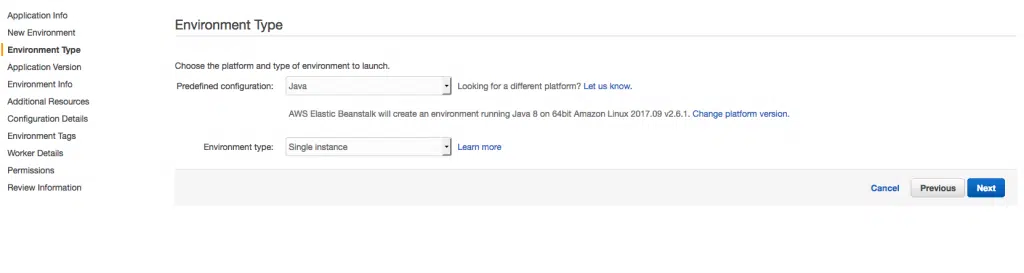 Application Info
New Environment
Environment Type
Application Version
Environment Info
Additional Resources
Configuration Details
Environment Tags
Worker Details
Permissions
Review Information
Environment Type
Choose the platform and type of environment to launch.
Predefined configuration: Java Looking for a different platform? Let us know.
AWS Elastic Beanstalk will create an environment running Java 8 on 64bit Amazon Linux 2017.09 v2.6.1. Change platform version.
Environment type: Single instance Learn more
Cancel Previous Next